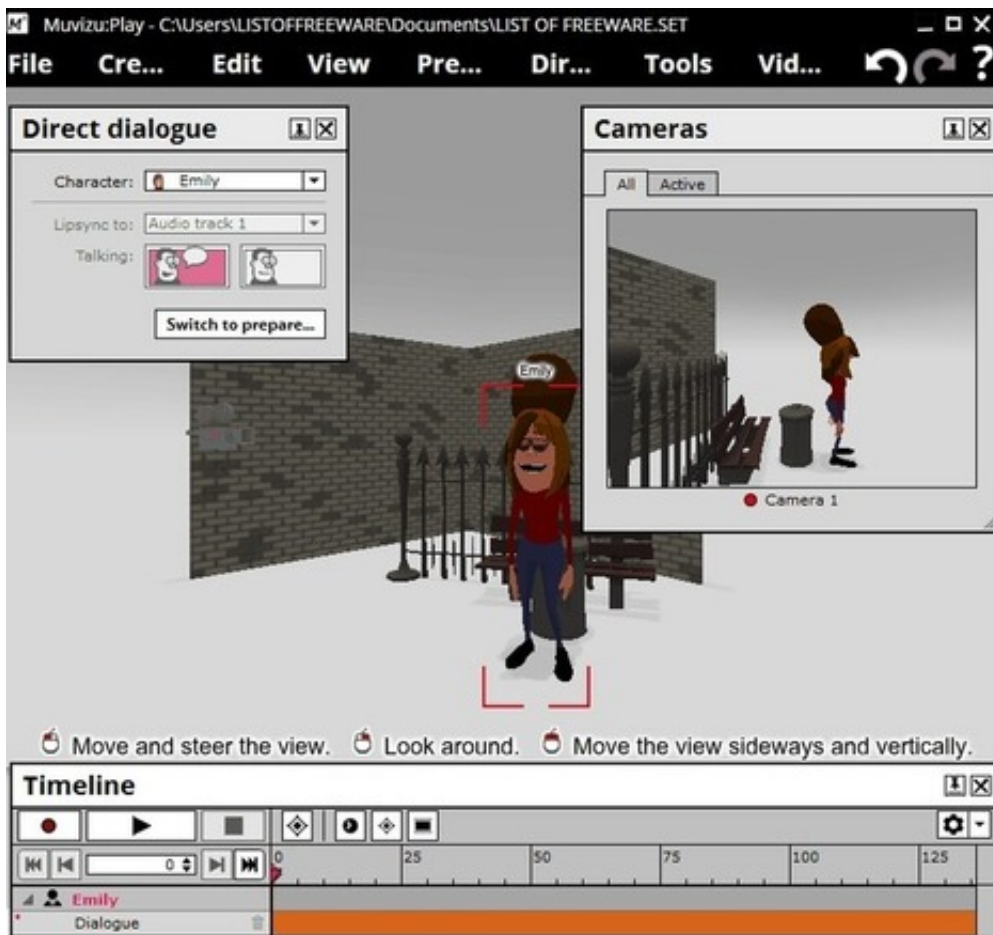 Muvizu:Play - C:\Users\LISTOFFREEWARE\Documents\LIST OF FREEWARE.SET
File Cre... Edit View Pre... Dir... Tools Vid... ?
Direct dialogue
Character: Emily
Lipsync to: Audio track 1
Talking:
Switch to prepare...
Cameras
All Active
Camera 1
Emily
Move and steer the view. Look around. Move the view sideways and vertically.
Timeline
0
0 25 50 75 100 125
Emily
Dialogue